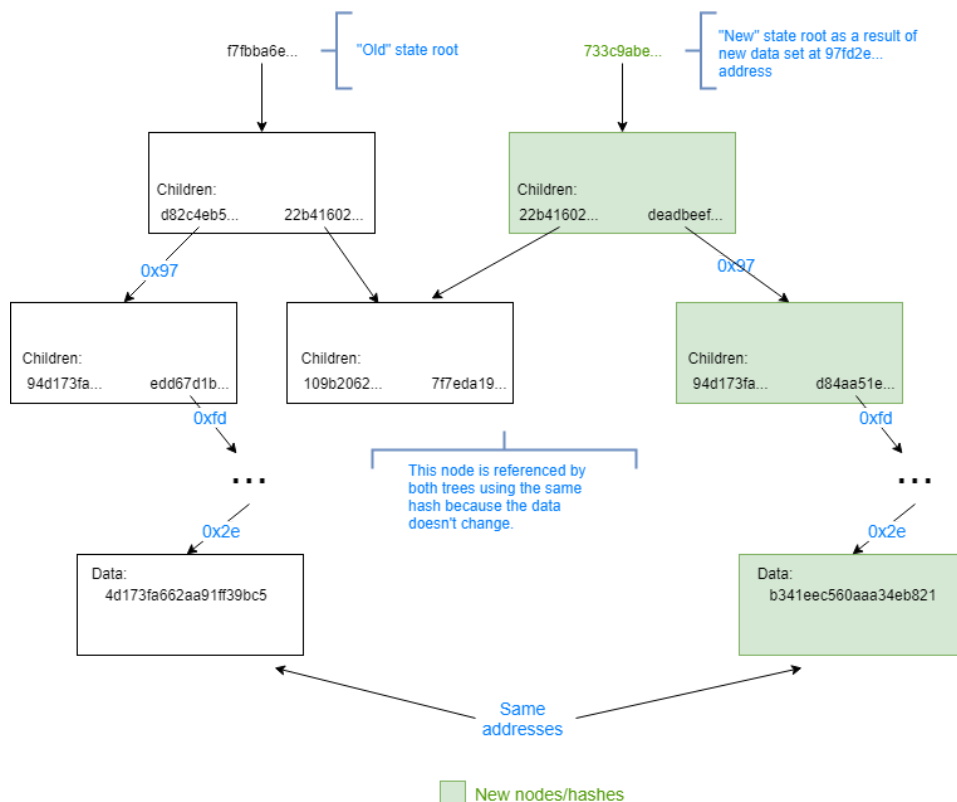 f7fbba6e...
"Old" state root
733c9abe...
"New" state root as a result of
new data set at 97fd2e...
address
Children:
d82c4eb5...
22b41602...
Children:
22b41602...
deadbeef...
0x97
0x97
Children:
94d173fa...
edd67d1b...
Children:
109b2062...
7f7eda19...
Children:
94d173fa...
d84aa51e...
0xfd
0xfd
...
...
This node is referenced by
both trees using the same
hash because the data
doesn't change.
0x2e
0x2e
Data:
4d173fa662aa91ff39bc5
Data:
b341eec560aaa34eb821
Same
addresses
New nodes/hashes